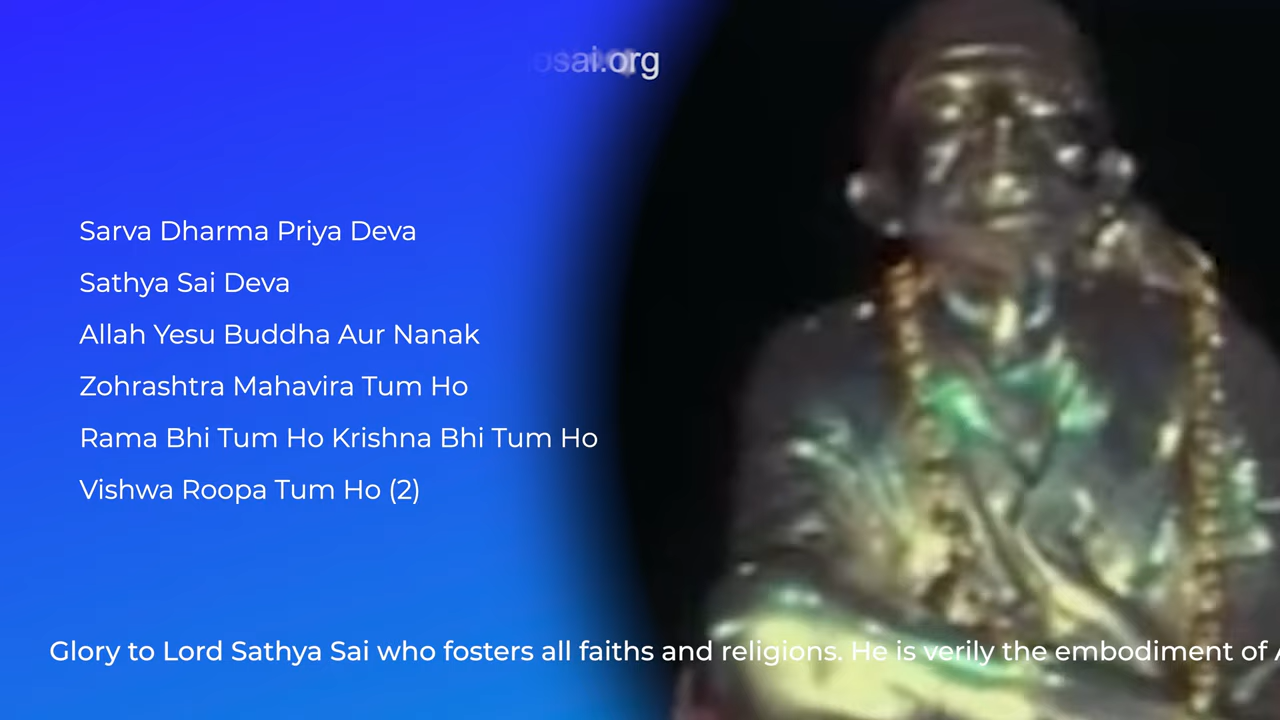 osai.org
Sarva Dharma Priya Deva
Sathya Sai Deva
Allah Yesu Buddha Aur Nanak
Zohrashtra Mahavira Tum Ho
Rama Bhi Tum Ho Krishna Bhi Tum Ho
Vishwa Roopa Tum Ho (2)
Glory to Lord Sathya Sai who fosters all faiths and religions. He is verily the embodiment of